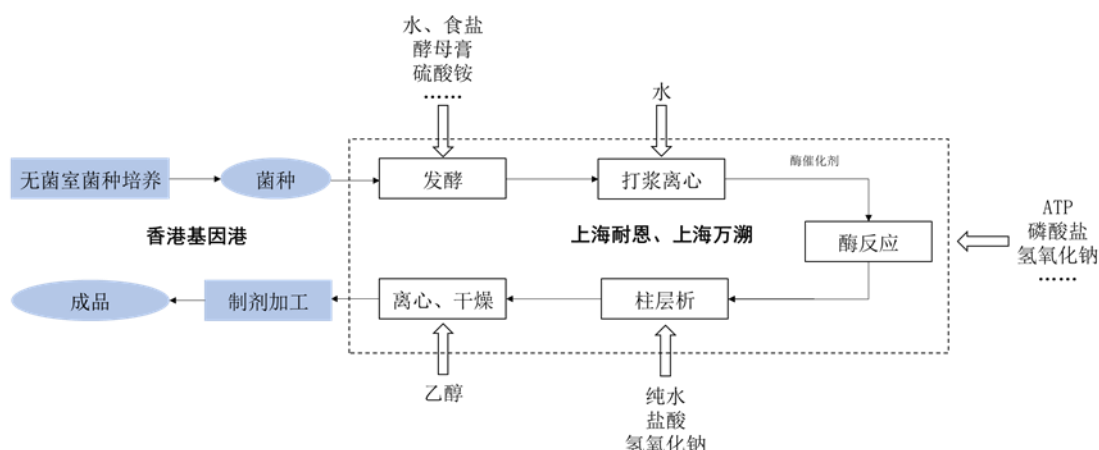 水、食盐
酵母膏
硫酸铵
……
水
无菌室菌种培养
菌种
发酵
打浆离心
酶催化剂
香港基因港
上海耐恩、上海万溯
酶反应
ATP
磷酸盐
氢氧化钠
……
成品
制剂加工
离心、干燥
柱层析
乙醇
纯水
盐酸
氢氧化钠